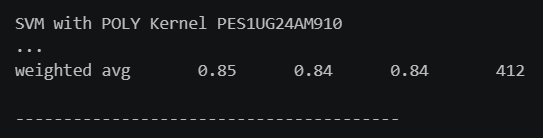 SVM with POLY Kernel PES1UG24AM910
...
weighted avg 0.85 0.84 0.84 412
----------------------------------------